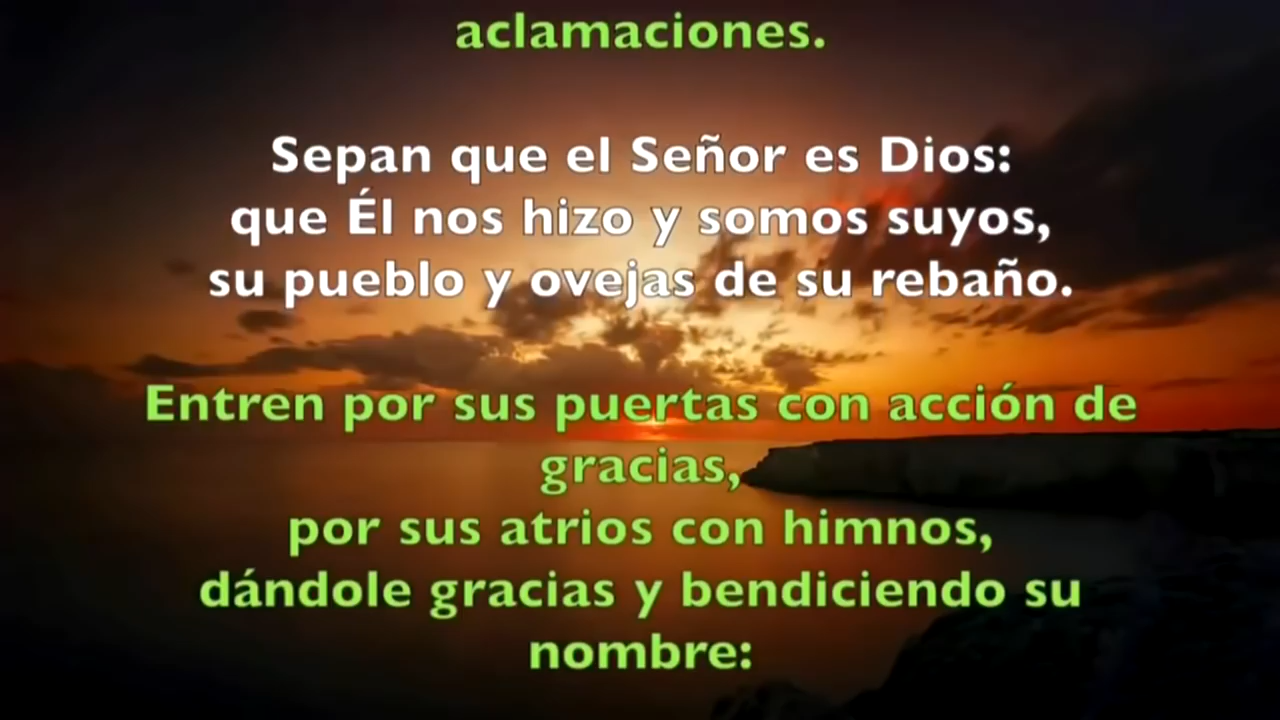 aclamaciones.
Sepan que el Señor es Dios:
que Él nos hizo y somos suyos,
su pueblo y ovejas de su rebaño.
Entren por sus puertas con acción de
gracias,
por sus atrios con himnos,
dándole gracias y bendiciendo su
nombre: